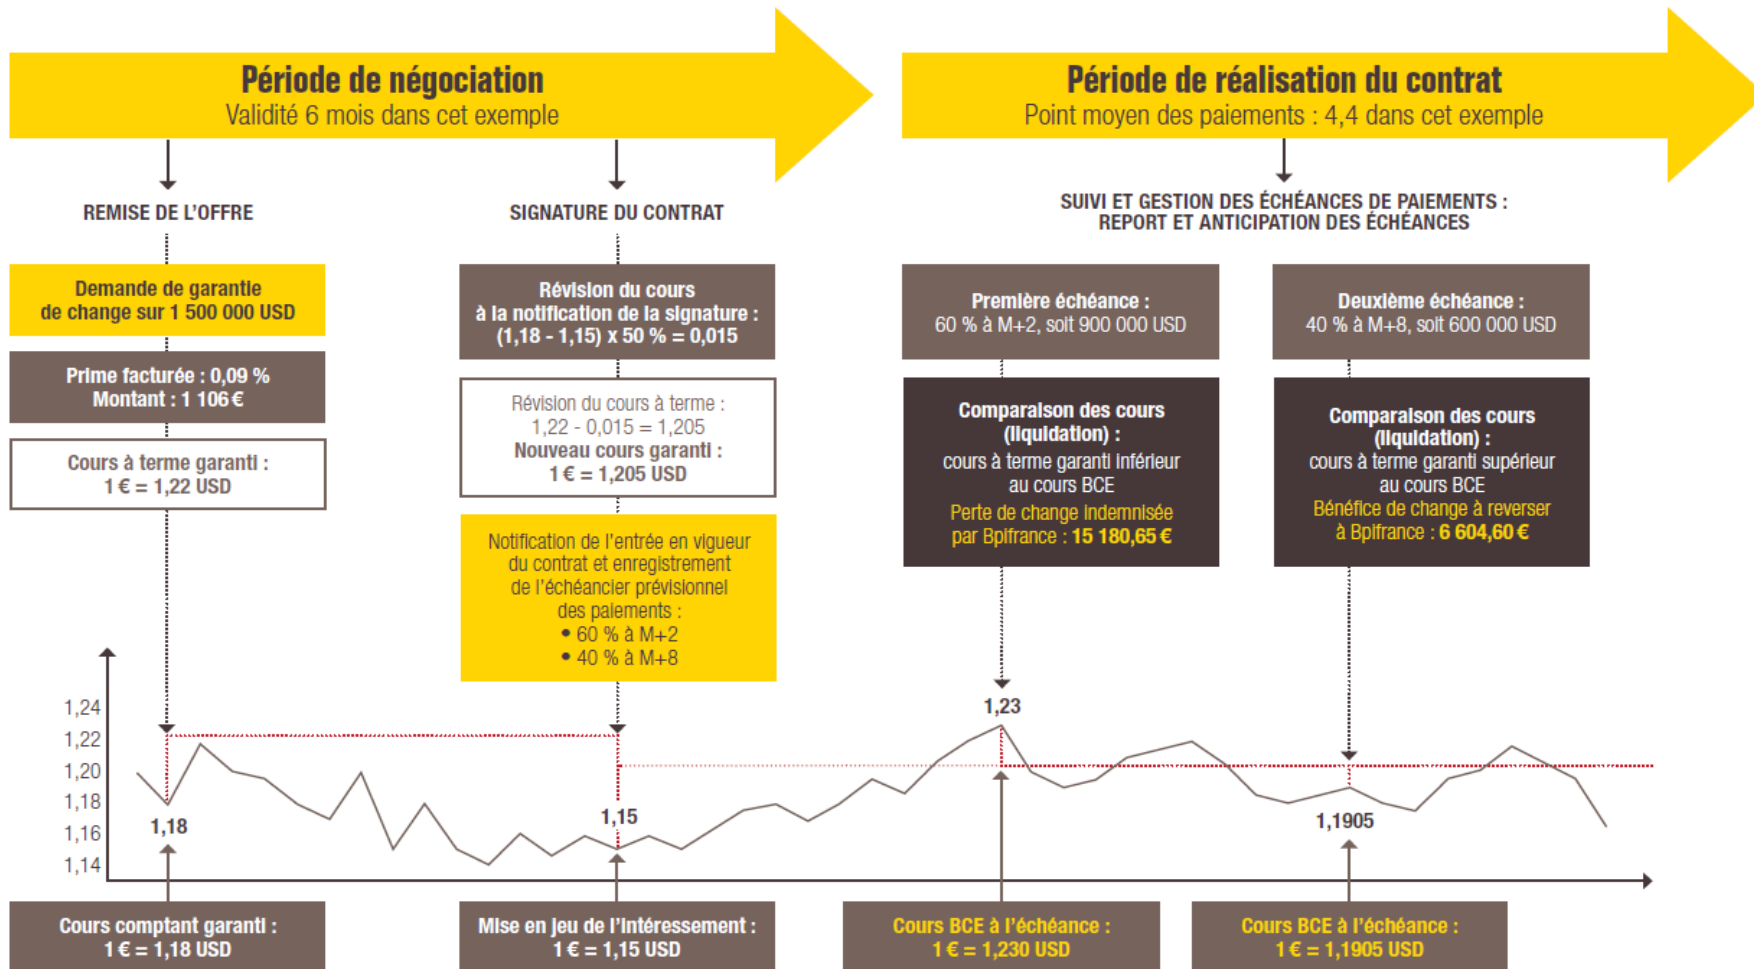 Période de négociation
Validité 6 mois dans cet exemple
Période de réalisation du contrat
Point moyen des paiements : 4,4 dans cet exemple
REMISE DE L'OFFRE
Demande de garantie
de change sur 1 500 000 USD
Prime facturée : 0,09 %
Montant : 1 106 €
Cours à terme garanti :
1 € = 1,22 USD
SIGNATURE DU CONTRAT
Révision du cours
à la notification de la signature :
(1,18 - 1,15) x 50 % = 0,015
Révision du cours à terme :
1,22 - 0,015 = 1,205
Nouveau cours garanti :
1 € = 1,205 USD
Notification de l'entrée en vigueur
du contrat et enregistrement
de l'échéancier prévisionnel
des paiements :
• 60 % à M+2
• 40 % à M+8
SUIVI ET GESTION DES ÉCHÉANCES DE PAIEMENTS :
REPORT ET ANTICIPATION DES ÉCHÉANCES
Première échéance :
60 % à M+2, soit 900 000 USD
Comparaison des cours
(liquidation) :
cours à terme garanti inférieur
au cours BCE
Perte de change indemnisée
par Bpifrance : 15 180,65 €
Deuxième échéance :
40 % à M+8, soit 600 000 USD
Comparaison des cours
(liquidation) :
cours à terme garanti supérieur
au cours BCE
Bénéfice de change à reverser
à Bpifrance : 6 604,60 €
1,24
1,22
1,20
1,18
1,16
1,14
1,18
1,15
1,23
1,1905
Cours comptant garanti :
1 € = 1,18 USD
Mise en jeu de l'intéressement :
1 € = 1,15 USD
Cours BCE à l'échéance :
1 € = 1,230 USD
Cours BCE à l'échéance :
1 € = 1,1905 USD